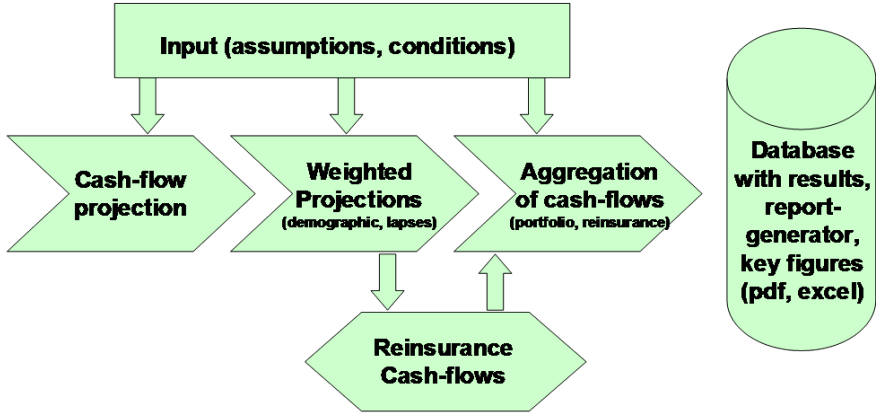 Input (assumptions, conditions)
Cash-flow
projection
Weighted
Projections
(demographic, lapses)
Aggregation
of cash-flows
(portfolio, reinsurance)
Reinsurance
Cash-flows
Database
with results,
report-
generator,
key figures
(pdf, excel)